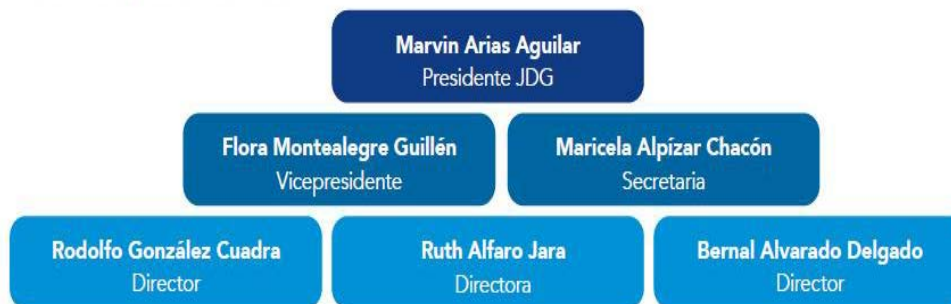 Marvin Arias Aguilar
Presidente JDG
Flora Montealegre Guillén
Vicepresidente
Maricela Alpízar Chacón
Secretaria
Rodolfo González Cuadra
Director
Ruth Alfaro Jara
Directora
Bernal Alvarado Delgado
Director